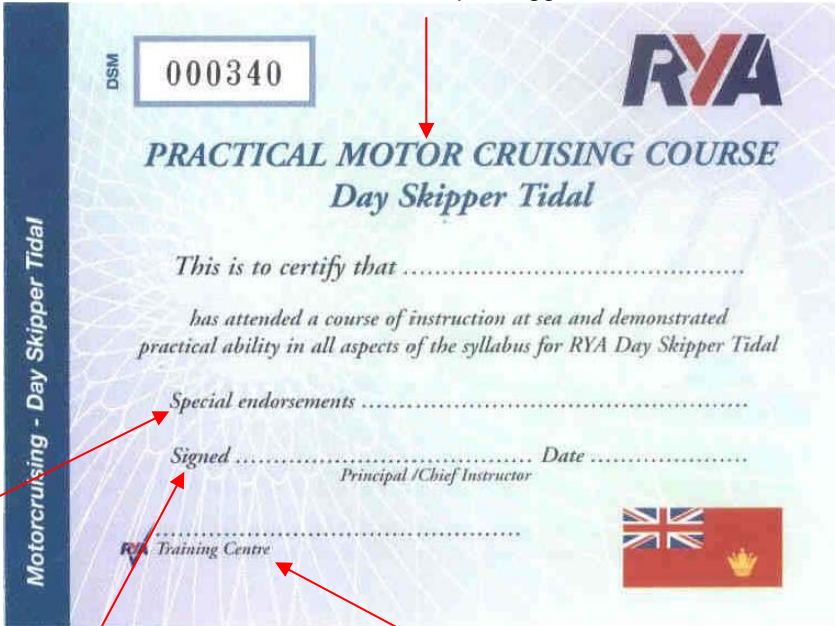 DSM
000340
RYA
PRACTICAL MOTOR CRUISING COURSE
Day Skipper Tidal
This is to certify that ............................................
has attended a course of instruction at sea and demonstrated
practical ability in all aspects of the syllabus for RYA Day Skipper Tidal
Special endorsements ..................................................
Signed ....................................... Date .....................
Principal /Chief Instructor
................................................
RYA Training Centre
Motorcruising - Day Skipper Tidal